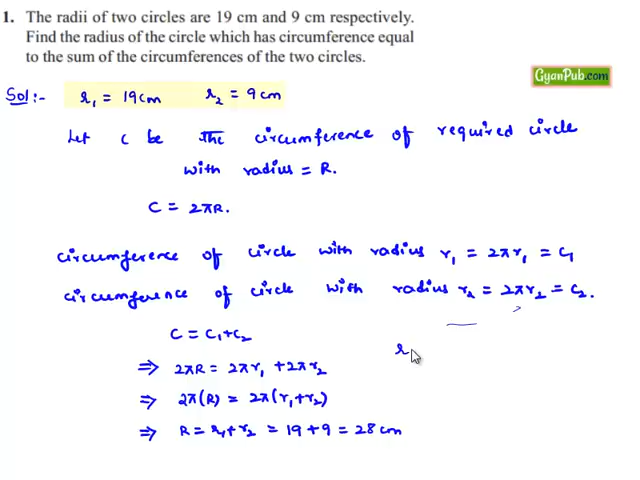 1. The radii of two circles are 19 cm and 9 cm respectively.
Find the radius of the circle which has circumference equal
to the sum of the circumferences of the two circles.
GyanPub.com
Sol:- r₁ = 19cm r₂ = 9cm
Let C be the circumference of required circle
with radius = R.
C = 2πR.
circumference of circle with radius r₁ = 2πr₁ = C₁
circumference of circle with radius r₂ = 2πr₂ = C₂.
C = C₁+C₂
r
⇒ 2πR = 2πr₁ + 2πr₂
⇒ 2π(R) = 2π(r₁+r₂)
⇒ R = r₁+r₂ = 19+9 = 28cm